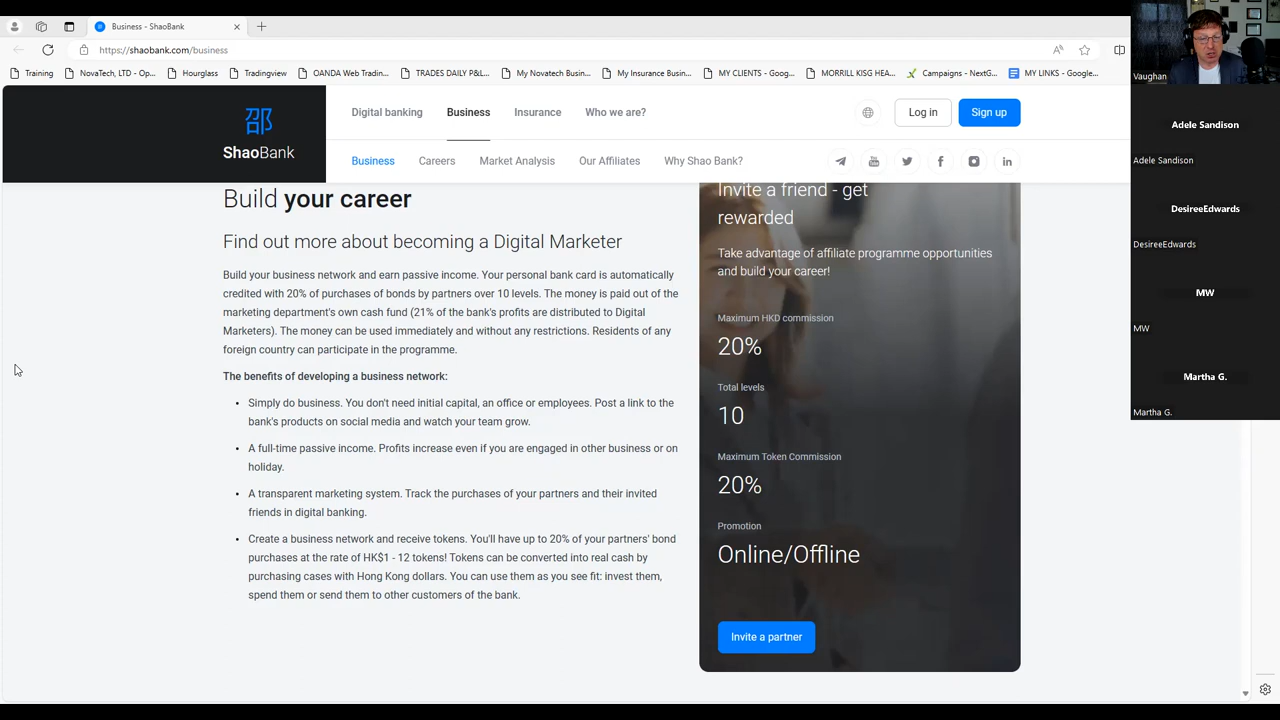 Business - ShaoBank
https://shaobank.com/business
Training
NovaTech, LTD - Op...
Hourglass
Tradingview
OANDA Web Tradin...
TRADES DAILY P&L...
My Novatech Busin...
My Insurance Busin...
MY CLIENTS - Goog...
MORRILL KISG HEA...
Campaigns - NextG...
MY LINKS - Google...
Vaughan
邵
ShaoBank
Digital banking
Business
Insurance
Who we are?
Log in
Sign up
Business
Careers
Market Analysis
Our Affiliates
Why Shao Bank?
Adele Sandison
Adele Sandison
DesireeEdwards
DesireeEdwards
MW
MW
Martha G.
Martha G.
Build your career
Find out more about becoming a Digital Marketer
Build your business network and earn passive income. Your personal bank card is automatically
credited with 20% of purchases of bonds by partners over 10 levels. The money is paid out of the
marketing department's own cash fund (21% of the bank's profits are distributed to Digital
Marketers). The money can be used immediately and without any restrictions. Residents of any
foreign country can participate in the programme.
The benefits of developing a business network:
• Simply do business. You don't need initial capital, an office or employees. Post a link to the
bank's products on social media and watch your team grow.
• A full-time passive income. Profits increase even if you are engaged in other business or on
holiday.
• A transparent marketing system. Track the purchases of your partners and their invited
friends in digital banking.
• Create a business network and receive tokens. You'll have up to 20% of your partners' bond
purchases at the rate of HK$1 - 12 tokens! Tokens can be converted into real cash by
purchasing cases with Hong Kong dollars. You can use them as you see fit: invest them,
spend them or send them to other customers of the bank.
Invite a friend - get
rewarded
Take advantage of affiliate programme opportunities
and build your career!
Maximum HKD commission
20%
Total levels
10
Maximum Token Commission
20%
Promotion
Online/Offline
Invite a partner